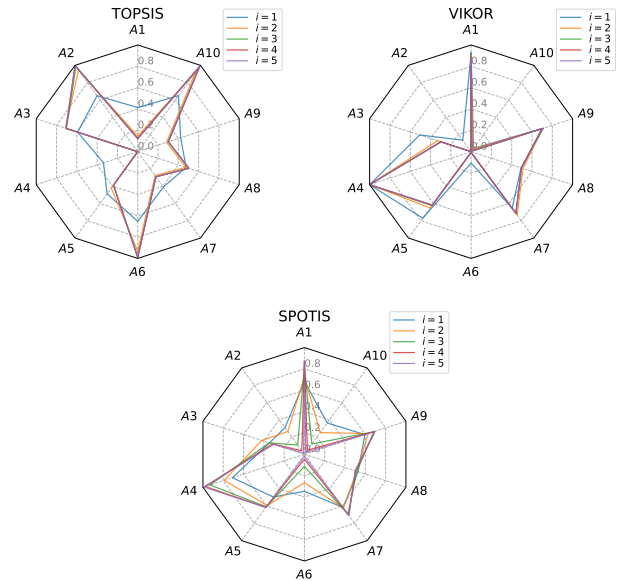 TOPSIS
A1
A2
A3
A4
A5
A6
A7
A8
A9
A10
0.0
0.2
0.4
0.6
0.8
i = 1
i = 2
i = 3
i = 4
i = 5
VIKOR
A1
A2
A3
A4
A5
A6
A7
A8
A9
A10
0.0
0.2
0.4
0.6
0.8
i = 1
i = 2
i = 3
i = 4
i = 5
SPOTIS
A1
A2
A3
A4
A5
A6
A7
A8
A9
A10
0.0
0.2
0.4
0.6
0.8
i = 1
i = 2
i = 3
i = 4
i = 5